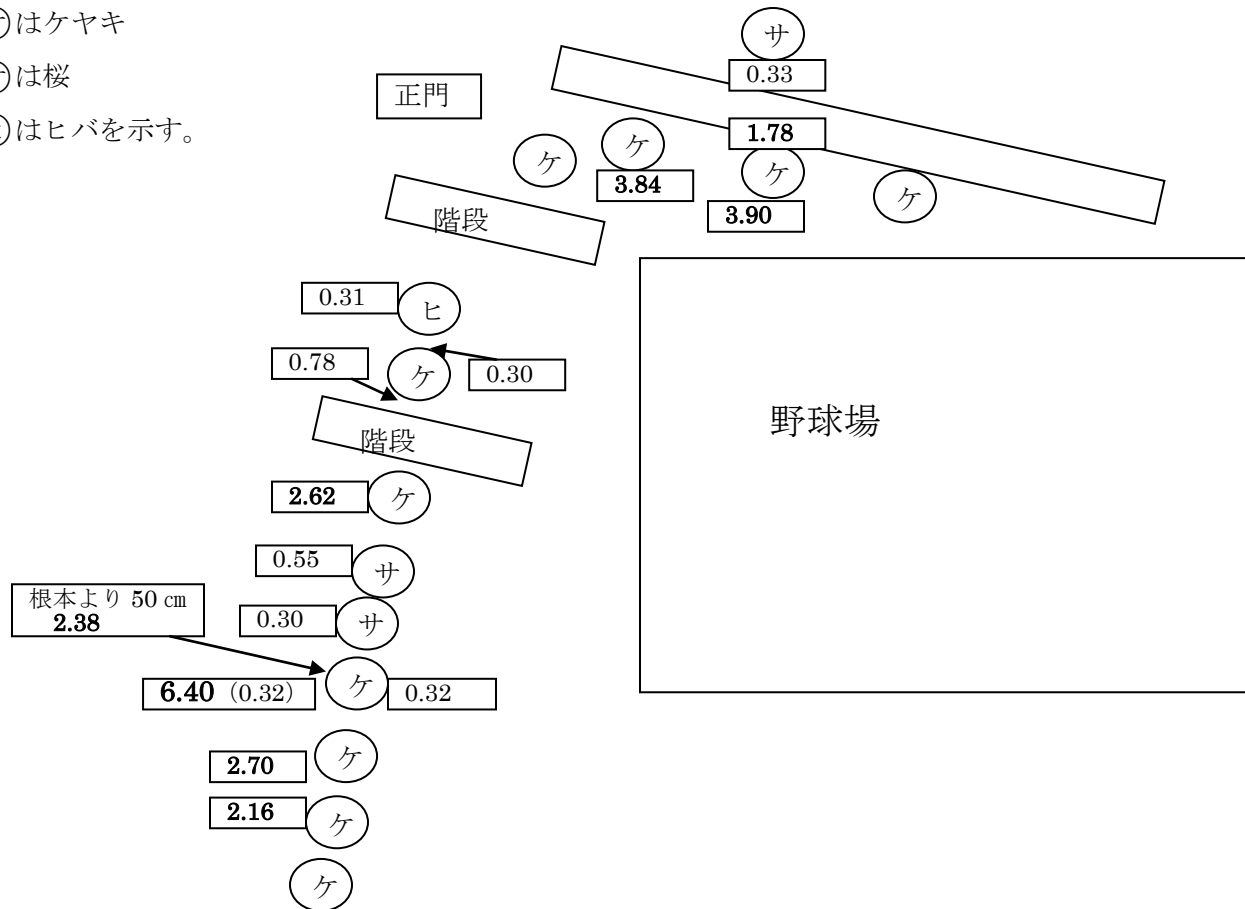 はケヤキ
は桜
はヒバを示す。
サ
0.33
正門
1.78
ケ
ケ
ケ
ケ
3.84
3.90
階段
0.31
ヒ
0.78
ケ
0.30
階段
野球場
2.62
ケ
0.55
サ
根本より 50 ㎝
2.38
0.30
サ
6.40（0.32）
ケ
0.32
2.70
ケ
2.16
ケ
ケ